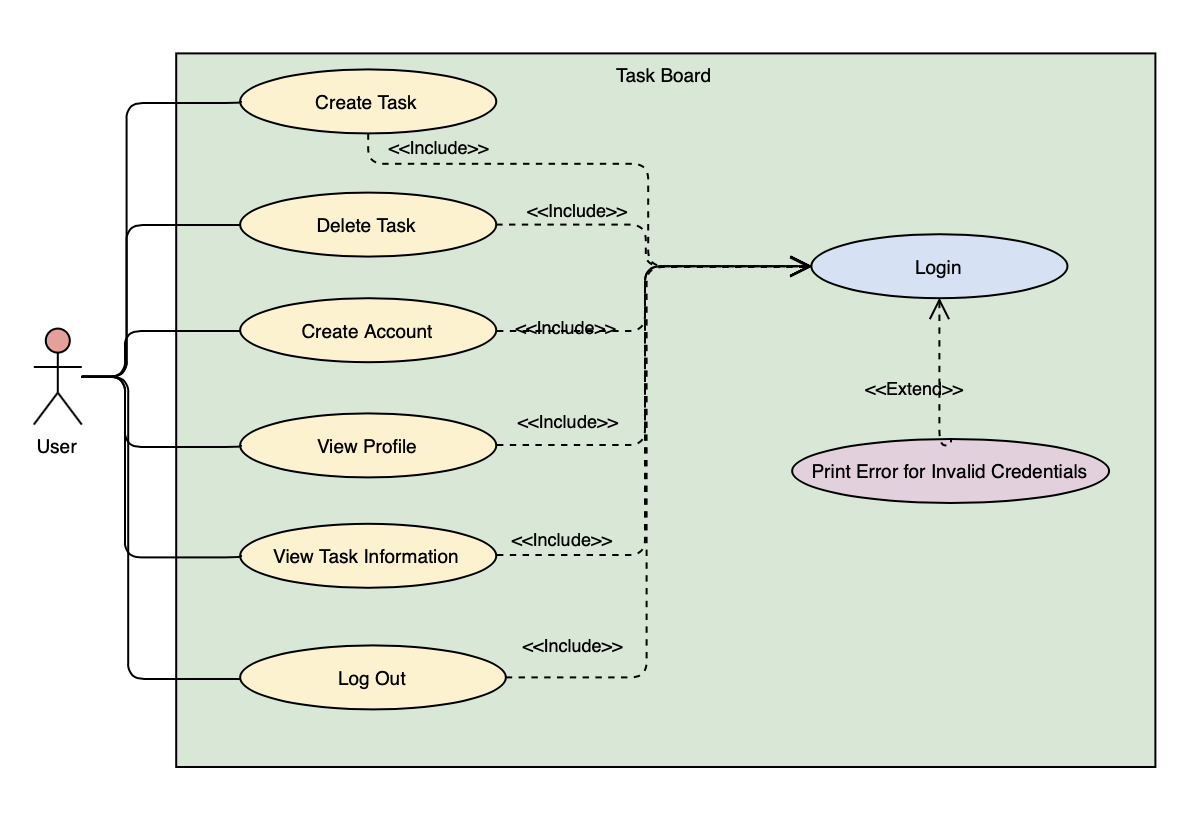 Task Board
Create Task
<<Include>>
Delete Task
<<Include>>
Login
Create Account
<<Include>>
<<Extend>>
User
View Profile
<<Include>>
Print Error for Invalid Credentials
View Task Information
<<Include>>
Log Out
<<Include>>